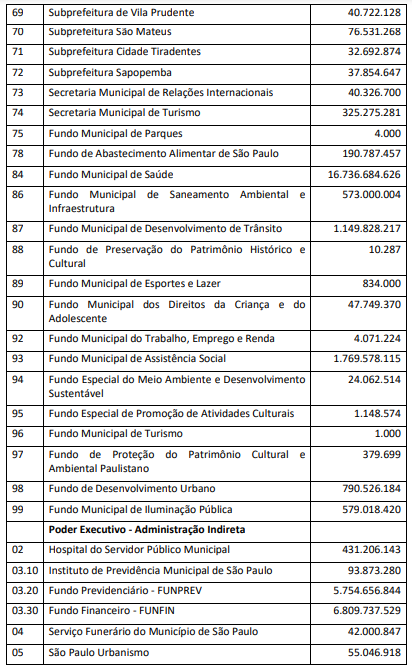 69 Subprefeitura de Vila Prudente 40.722.128
70 Subprefeitura São Mateus 76.531.268
71 Subprefeitura Cidade Tiradentes 32.692.874
72 Subprefeitura Sapopemba 37.854.647
73 Secretaria Municipal de Relações Internacionais 40.326.700
74 Secretaria Municipal de Turismo 325.275.281
75 Fundo Municipal de Parques 4.000
78 Fundo de Abastecimento Alimentar de São Paulo 190.787.457
84 Fundo Municipal de Saúde 16.736.684.626
86 Fundo Municipal de Saneamento Ambiental e 573.000.004
Infraestrutura
87 Fundo Municipal de Desenvolvimento de Trânsito 1.149.828.217
88 Fundo de Preservação do Patrimônio Histórico e 10.287
Cultural
89 Fundo Municipal de Esportes e Lazer 834.000
90 Fundo Municipal dos Direitos da Criança e do 47.749.370
Adolescente
92 Fundo Municipal do Trabalho, Emprego e Renda 4.071.224
93 Fundo Municipal de Assistência Social 1.769.578.115
94 Fundo Especial do Meio Ambiente e Desenvolvimento 24.062.514
Sustentável
95 Fundo Especial de Promoção de Atividades Culturais 1.148.574
96 Fundo Municipal de Turismo 1.000
97 Fundo de Proteção do Patrimônio Cultural e 379.699
Ambiental Paulistano
98 Fundo de Desenvolvimento Urbano 790.526.184
99 Fundo Municipal de Iluminação Pública 579.018.420
Poder Executivo - Administração Indireta
02 Hospital do Servidor Público Municipal 431.206.143
03.10 Instituto de Previdência Municipal de São Paulo 93.873.280
03.20 Fundo Previdenciário - FUNPREV 5.754.656.844
03.30 Fundo Financeiro - FUNFIN 6.809.737.529
04 Serviço Funerário do Município de São Paulo 42.000.847
05 São Paulo Urbanismo 55.046.918